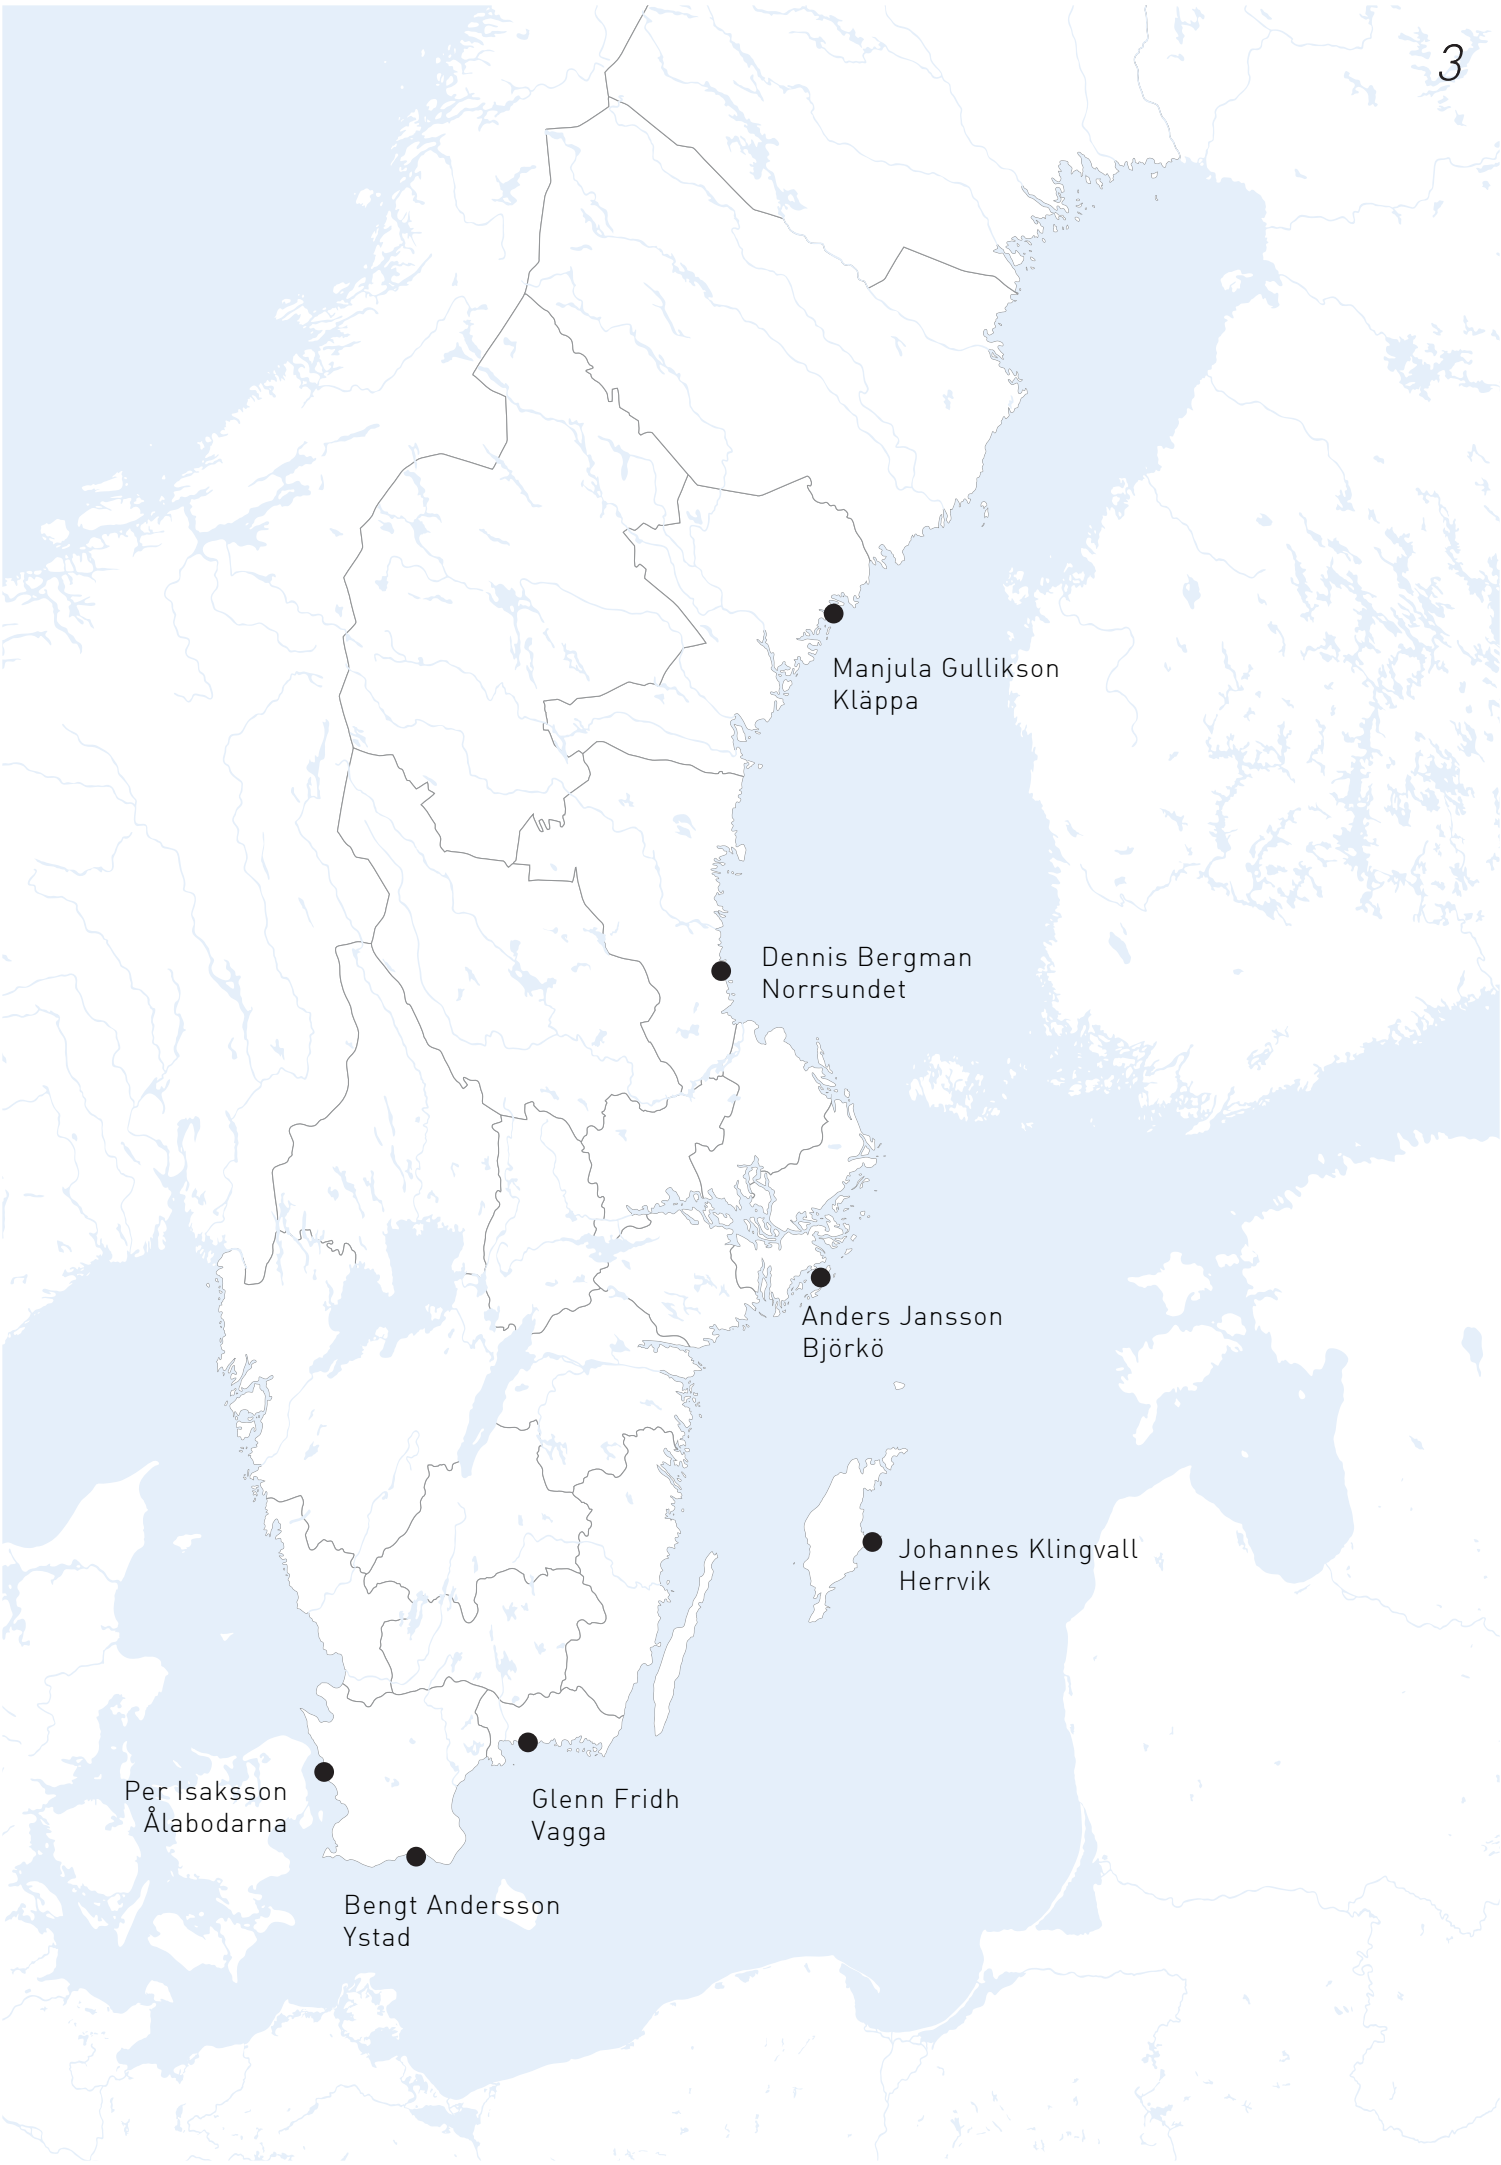 3
Manjula Gullikson
Kläppa
Dennis Bergman
Norrsundet
Anders Jansson
Björkö
Johannes Klingvall
Herrvik
Per Isaksson
Ålabodarna
Glenn Fridh
Vagga
Bengt Andersson
Ystad